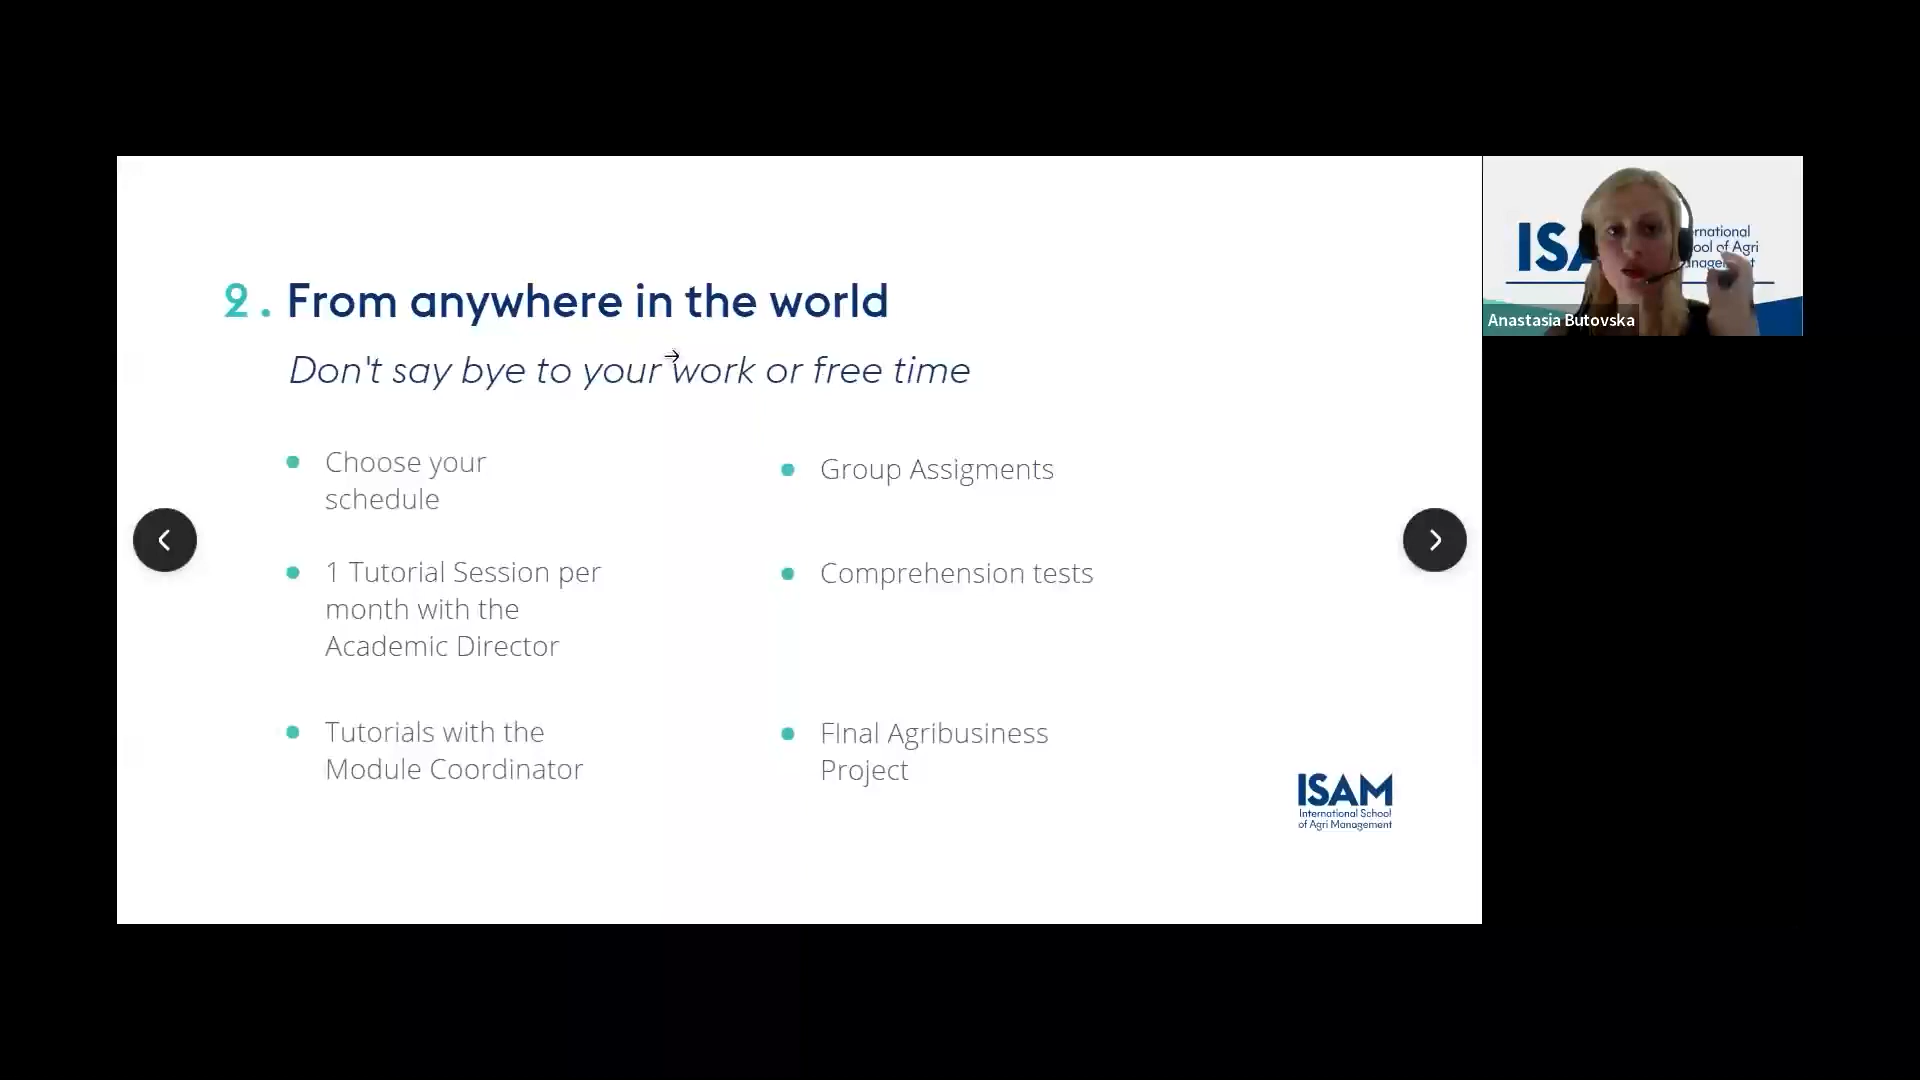 2. From anywhere in the world
Don't say bye to your work or free time
Choose your
schedule
1 Tutorial Session per
month with the
Academic Director
Tutorials with the
Module Coordinator
Group Assigments
Comprehension tests
FInal Agribusiness
Project
ISAM
International School
of Agri Management
Anastasia Butovska